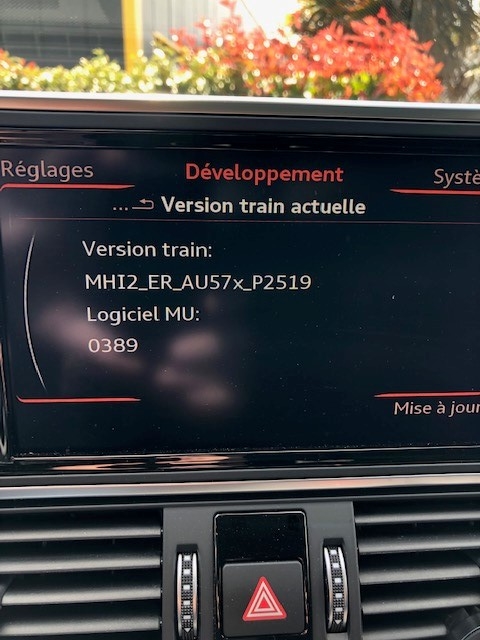 Réglages Développement Systè
... Version train actuelle
Version train:
MHI2_ER_AU57x_P2519
Logiciel MU:
0389
Mise à jour